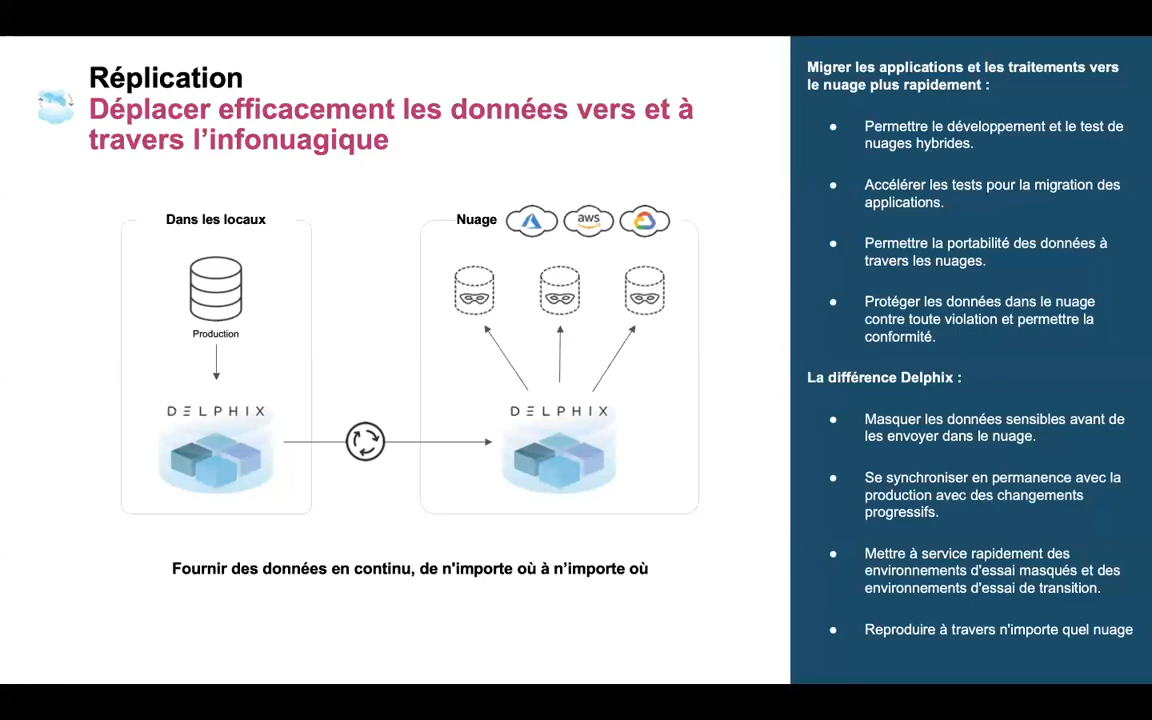 Réplication
Déplacer efficacement les données vers et à
travers l’infonuagique
Dans les locaux
Production
DELPHIX
Nuage
aws
DELPHIX
Fournir des données en continu, de n'importe où à n’importe où
Migrer les applications et les traitements vers
le nuage plus rapidement :
● Permettre le développement et le test de
nuages hybrides.
● Accélérer les tests pour la migration des
applications.
● Permettre la portabilité des données à
travers les nuages.
● Protéger les données dans le nuage
contre toute violation et permettre la
conformité.
La différence Delphix :
● Masquer les données sensibles avant de
les envoyer dans le nuage.
● Se synchroniser en permanence avec la
production avec des changements
progressifs.
● Mettre à service rapidement des
environnements d'essai masqués et des
environnements d'essai de transition.
● Reproduire à travers n'importe quel nuage